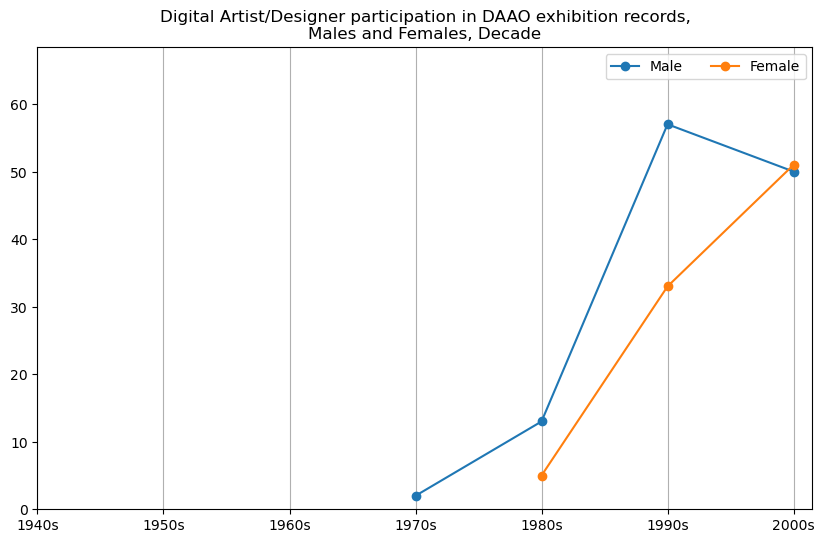 Digital Artist/Designer participation in DAAO exhibition records,
Males and Females, Decade
Male Female
60
50
40
30
20
10
0
1940s 1950s 1960s 1970s 1980s 1990s 2000s